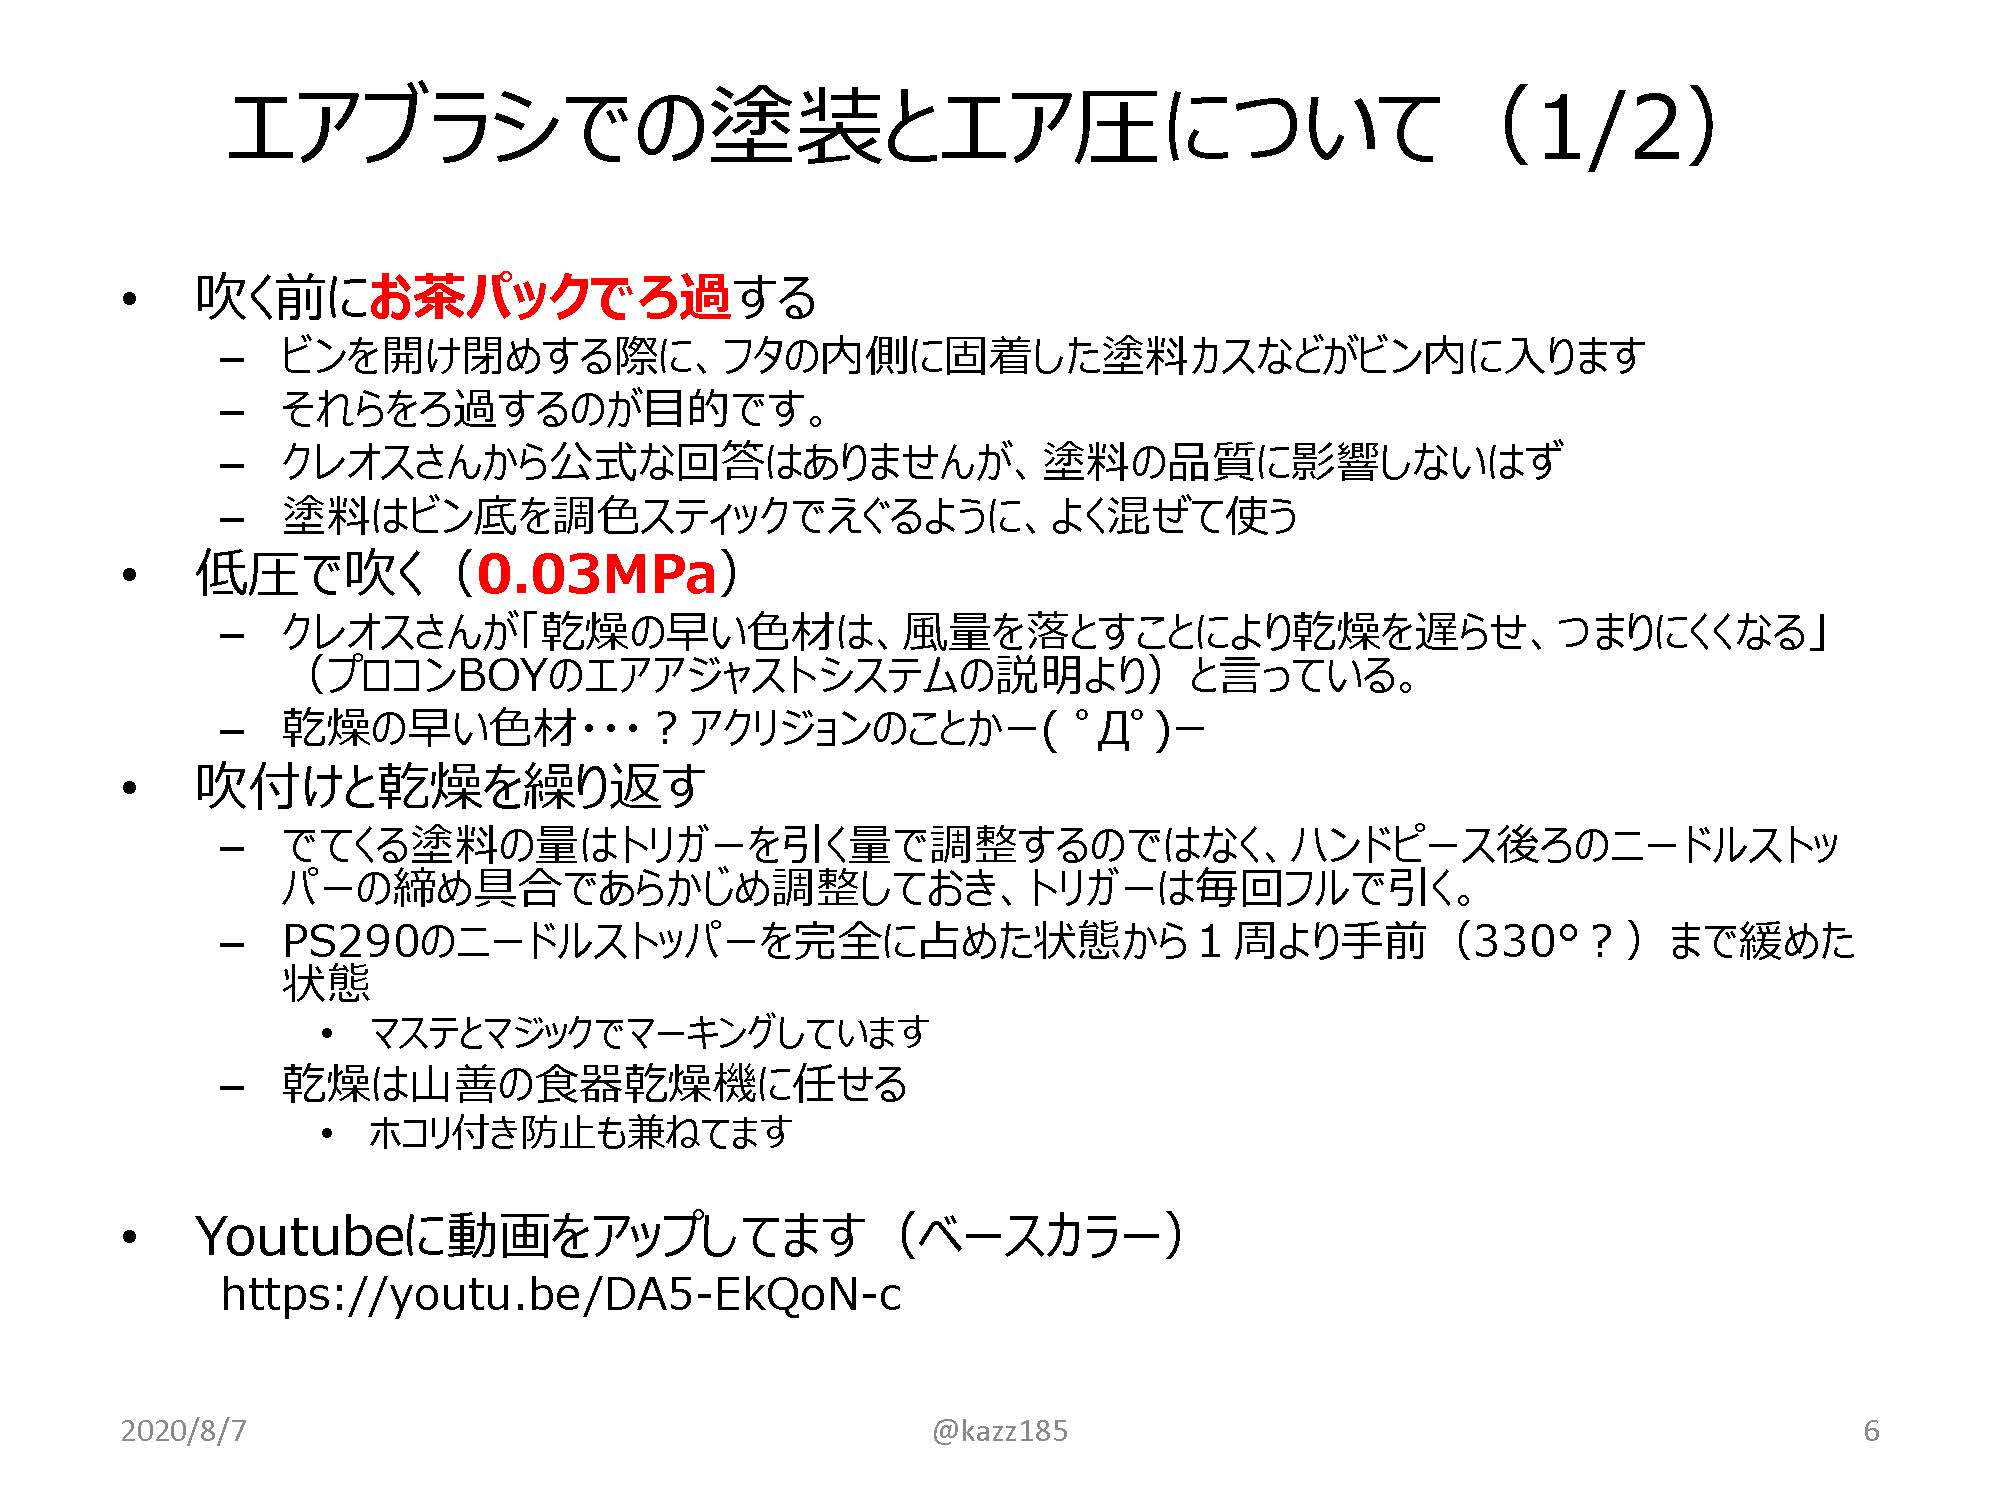 エアブラシでの塗装とエア圧について（1/2）
• 吹く前にお茶パックでろ過する
– ビンを開け閉めする際に、フタの内側に固着した塗料カスなどがビン内に入ります
– それらをろ過するのが目的です。
– クレオスさんから公式な回答はありませんが、塗料の品質に影響しないはず
– 塗料はビン底を調色スティックでえぐるように、よく混ぜて使う
• 低圧で吹く（0.03MPa）
– クレオスさんが「乾燥の早い色材は、風量を落とすことにより乾燥を遅らせ、つまりにくくなる」
（プロコンBOYのエアアジャストシステムの説明より）と言っている。
– 乾燥の早い色材・・・？アクリジョンのことかー( ﾟДﾟ)ー
• 吹付けと乾燥を繰り返す
– でてくる塗料の量はトリガーを引く量で調整するのではなく、ハンドピース後ろのニードルストッ
パーの締め具合であらかじめ調整しておき、トリガーは毎回フルで引く。
– PS290のニードルストッパーを完全に占めた状態から１周より手前（330°？）まで緩めた
状態
• マステとマジックでマーキングしています
– 乾燥は山善の食器乾燥機に任せる
• ホコリ付き防止も兼ねてます
• Youtubeに動画をアップしてます（ベースカラー）
https://youtu.be/DA5-EkQoN-c
2020/8/7
@kazz185
6